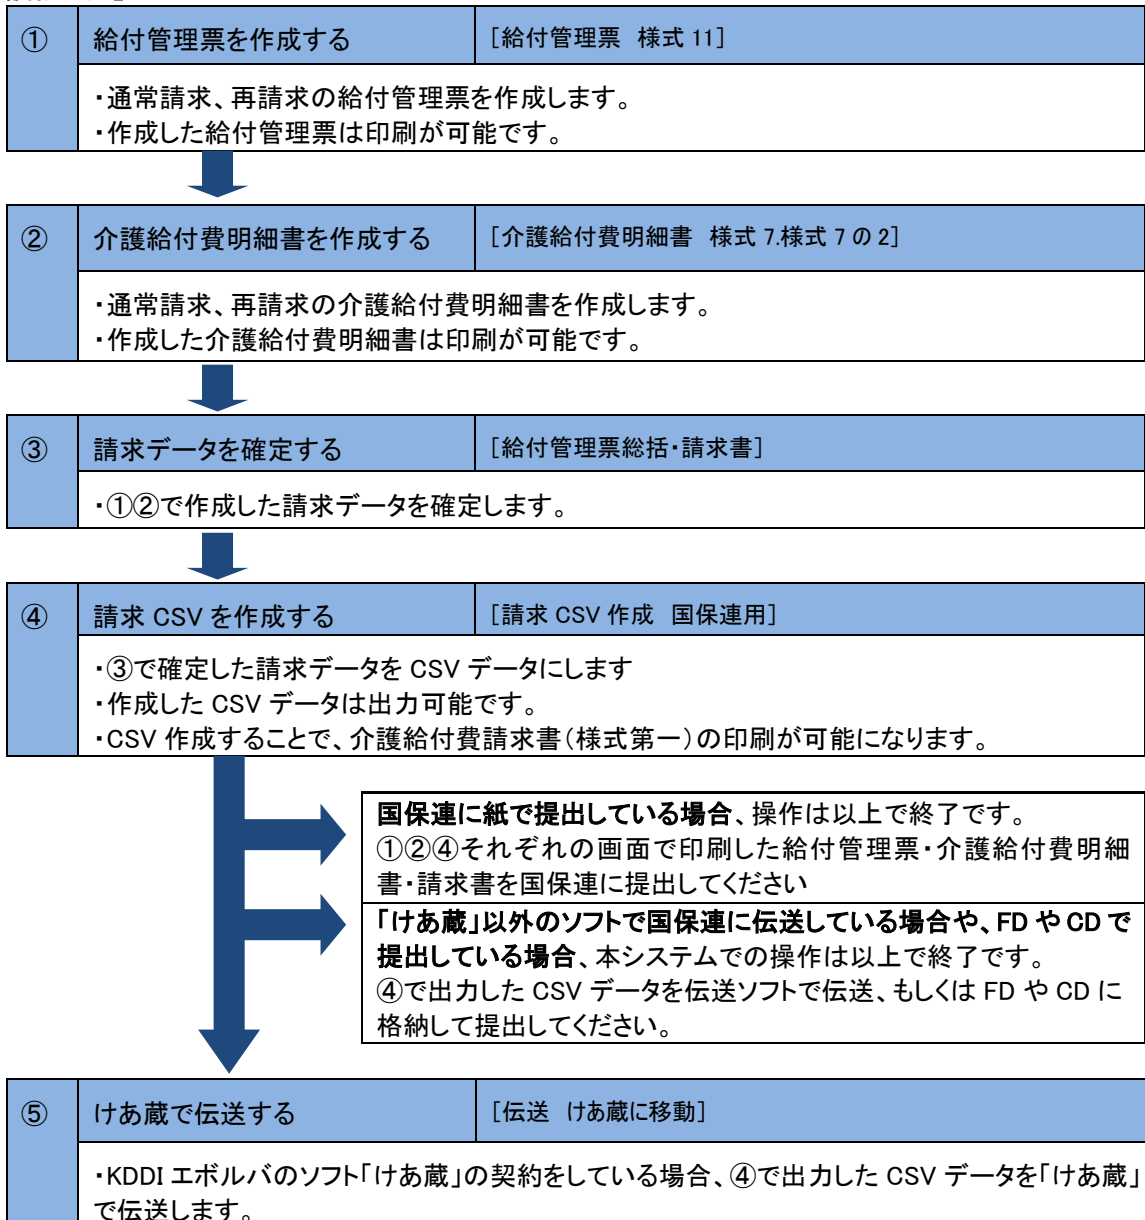 ① 給付管理票を作成する [給付管理票 様式 11]
・通常請求、再請求の給付管理票を作成します。
・作成した給付管理票は印刷が可能です。
② 介護給付費明細書を作成する [介護給付費明細書 様式 7.様式 7 の 2]
・通常請求、再請求の介護給付費明細書を作成します。
・作成した介護給付費明細書は印刷が可能です。
③ 請求データを確定する [給付管理票総括・請求書]
・①②で作成した請求データを確定します。
④ 請求 CSV を作成する [請求 CSV 作成 国保連用]
・③で確定した請求データを CSV データにします
・作成した CSV データは出力可能です。
・CSV 作成することで、介護給付費請求書(様式第一)の印刷が可能になります。
国保連に紙で提出している場合、操作は以上で終了です。
①②④それぞれの画面で印刷した給付管理票・介護給付費明細
書・請求書を国保連に提出してください
「けあ蔵」以外のソフトで国保連に伝送している場合や、FD や CD で
提出している場合、本システムでの操作は以上で終了です。
④で出力した CSV データを伝送ソフトで伝送、もしくは FD や CD に
格納して提出してください。
⑤ けあ蔵で伝送する [伝送 けあ蔵に移動]
・KDDI エボルバのソフト「けあ蔵」の契約をしている場合、④で出力した CSV データを「けあ蔵」
で伝送します。